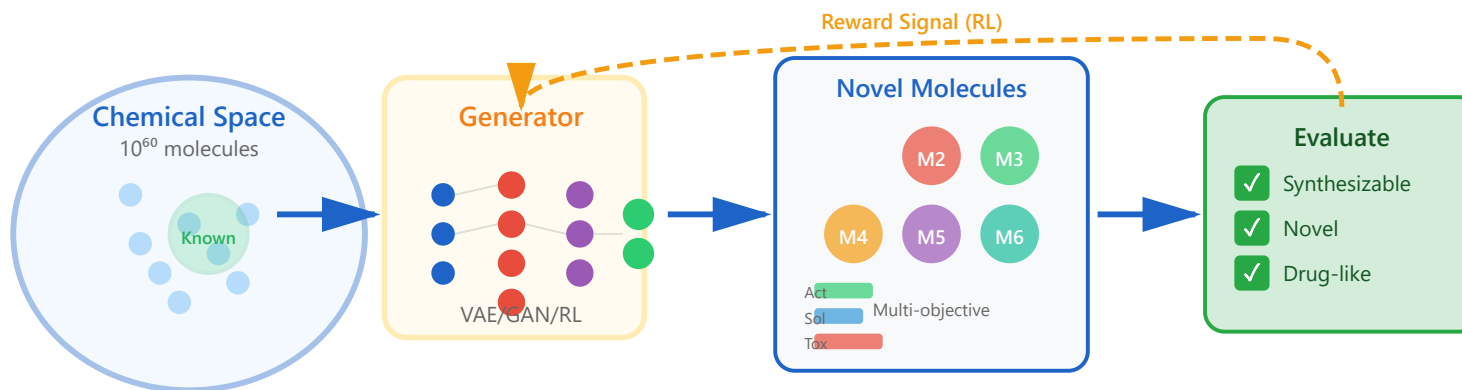 Reward Signal (RL)
Chemical Space
10⁶⁰ molecules
Known
Generator
VAE/GAN/RL
Novel Molecules
M2 M3
M4 M5 M6
Act
Sol
Tox
Multi-objective
Evaluate
✓ Synthesizable
✓ Novel
✓ Drug-like